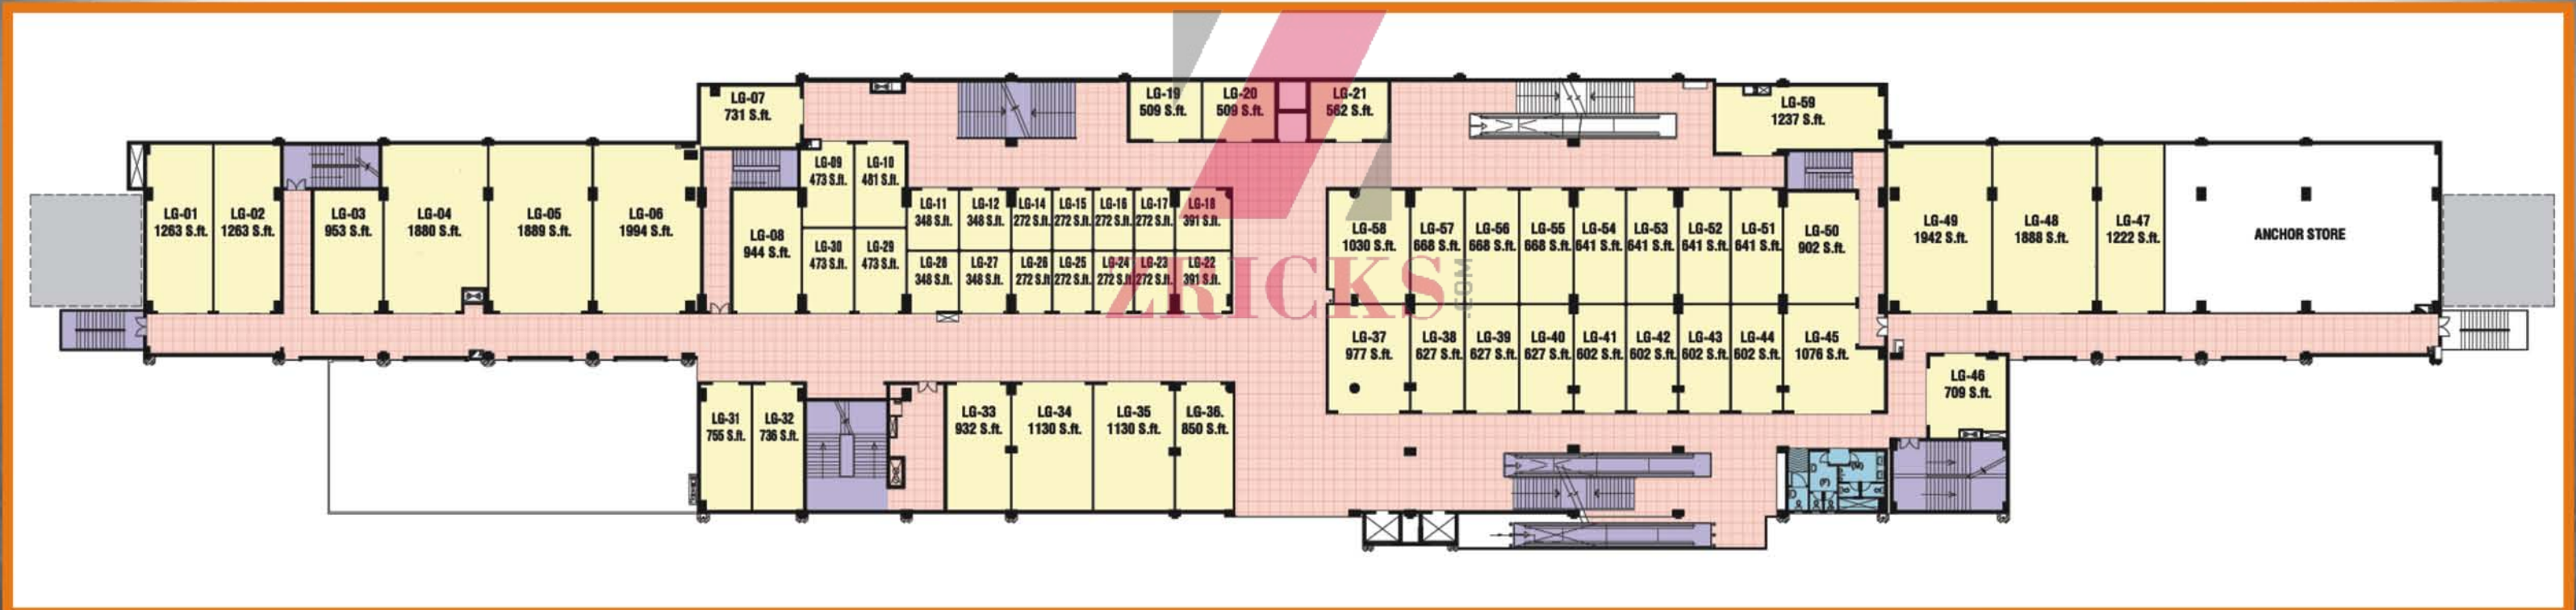 LG-07
731 S.ft.
LG-19
509 S.ft.
LG-20
509 S.ft.
LG-21
562 S.ft.
LG-59
1237 S.ft.
LG-01
1263 S.ft.
LG-02
1263 S.ft.
LG-03
953 S.ft.
LG-04
1880 S.ft.
LG-05
1889 S.ft.
LG-06
1994 S.ft.
LG-08
944 S.ft.
LG-09
473 S.ft.
LG-10
481 S.ft.
LG-11
348 S.ft.
LG-12
348 S.ft.
LG-14
272 S.ft.
LG-15
272 S.ft.
LG-16
272 S.ft.
LG-17
272 S.ft.
LG-18
391 S.ft.
LG-30
473 S.ft.
LG-29
473 S.ft.
LG-28
348 S.ft.
LG-27
348 S.ft.
LG-26
272 S.ft
LG-25
272 S.ft.
LG-24
272 S.ft
LG-23
272 S.ft.
LG-22
391 S.ft.
LG-58
1030 S.ft.
LG-57
668 S.ft.
LG-56
668 S.ft.
LG-55
668 S.ft.
LG-54
641 S.ft.
LG-53
641 S.ft.
LG-52
641 S.ft.
LG-51
641 S.ft.
LG-50
902 S.ft.
LG-49
1942 S.ft.
LG-48
1888 S.ft.
LG-47
1222 S.ft.
ANCHOR STORE
ZRICKS
.COM
LG-37
977 S.ft.
LG-38
627 S.ft.
LG-39
627 S.ft.
LG-40
627 S.ft.
LG-41
602 S.ft.
LG-42
602 S.ft.
LG-43
602 S.ft.
LG-44
602 S.ft.
LG-45
1076 S.ft.
LG-46
709 S.ft.
LG-31
755 S.ft.
LG-32
736 S.ft.
LG-33
932 S.ft.
LG-34
1130 S.ft.
LG-35
1130 S.ft.
LG-36.
850 S.ft.